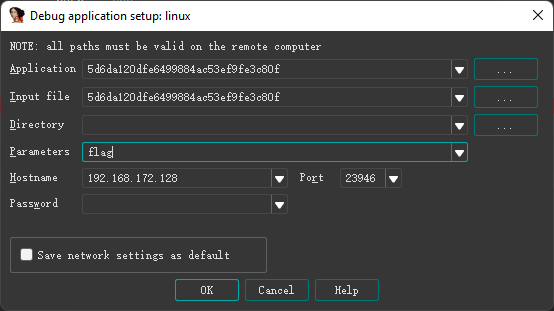 Debug application setup: linux
NOTE: all paths must be valid on the remote computer
Application 5d6da120dfe6499884ac53ef9fe3c80f ...
Input file 5d6da120dfe6499884ac53ef9fe3c80f ...
Directory ...
Parameters flag
Hostname 192.168.172.128 Port 23946
Password
Save network settings as default
OK Cancel Help